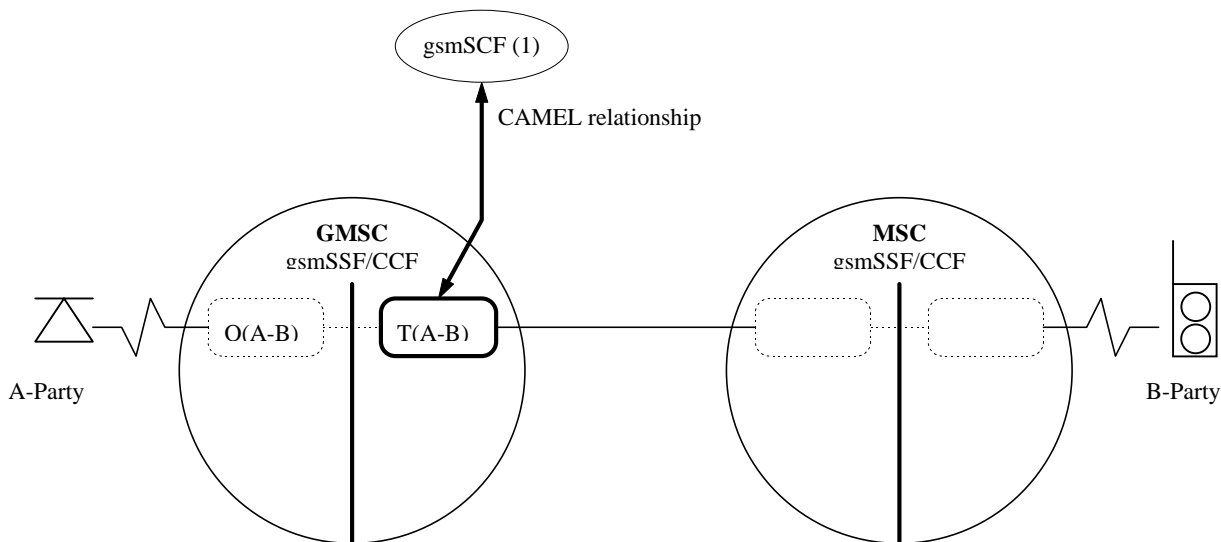 gsmSCF (1)
CAMEL relationship
GMSC
gsmSSF/CCF
MSC
gsmSSF/CCF
O(A-B)
T(A-B)
A-Party
B-Party